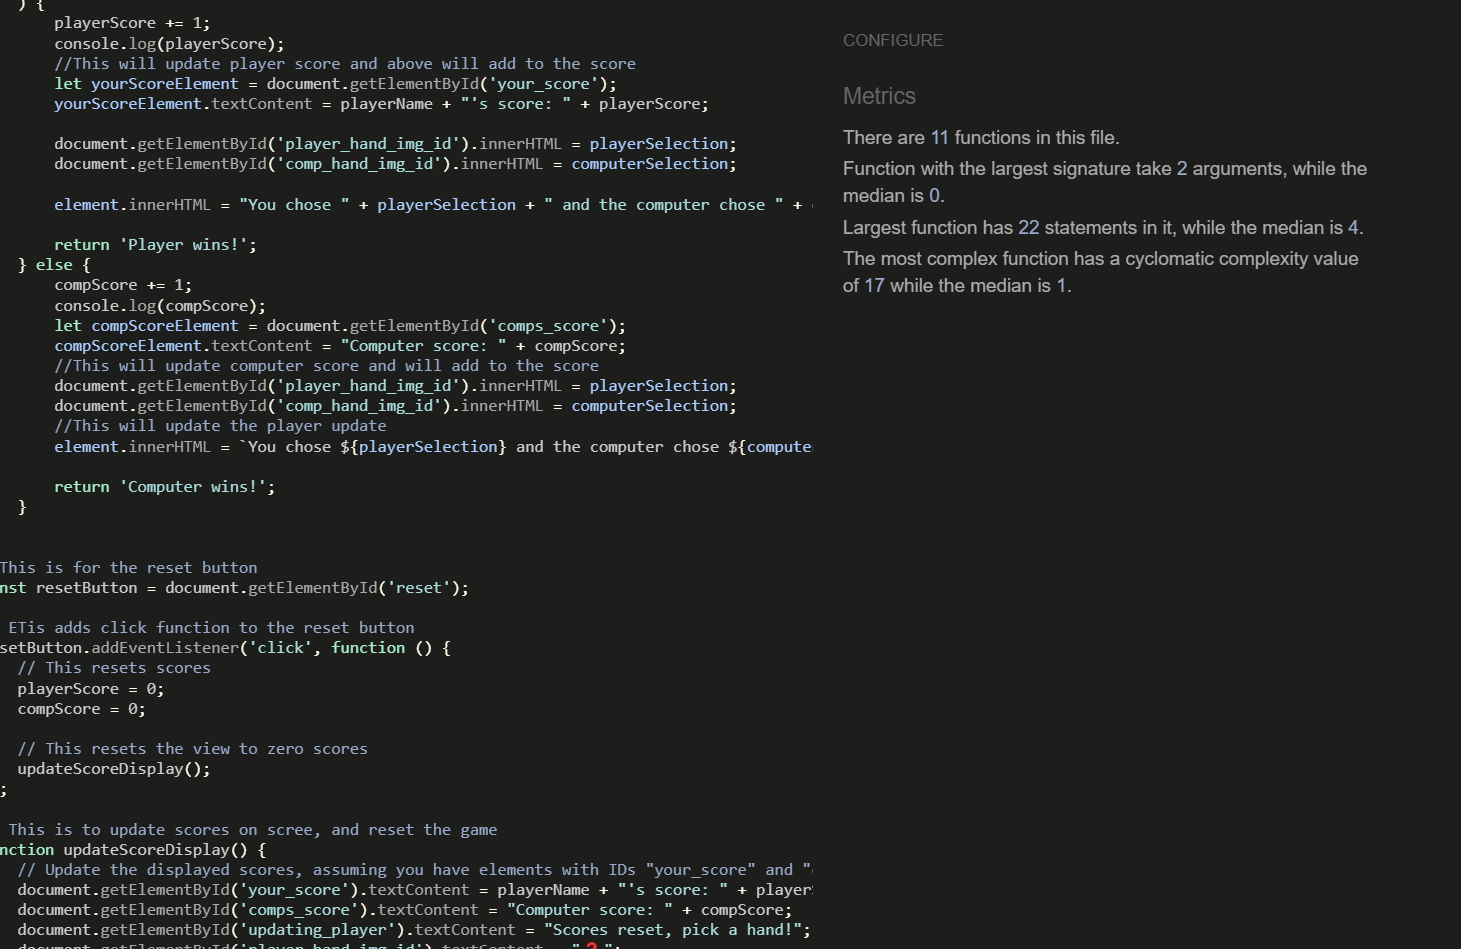 ) {
playerScore += 1;
console.log(playerScore);
//This will update player score and above will add to the score
let yourScoreElement = document.getElementById('your_score');
yourScoreElement.textContent = playerName + "'s score: " + playerScore;
document.getElementById('player_hand_img_id').innerHTML = playerSelection;
document.getElementById('comp_hand_img_id').innerHTML = computerSelection;
element.innerHTML = "You chose " + playerSelection + " and the computer chose " +
return 'Player wins!';
} else {
compScore += 1;
console.log(compScore);
let compScoreElement = document.getElementById('comps_score');
compScoreElement.textContent = "Computer score: " + compScore;
//This will update computer score and will add to the score
document.getElementById('player_hand_img_id').innerHTML = playerSelection;
document.getElementById('comp_hand_img_id').innerHTML = computerSelection;
//This will update the player update
element.innerHTML = `You chose ${playerSelection} and the computer chose ${compute
return 'Computer wins!';
}
This is for the reset button
nst resetButton = document.getElementById('reset');
ETis adds click function to the reset button
setButton.addEventListener('click', function () {
// This resets scores
playerScore = 0;
compScore = 0;
// This resets the view to zero scores
updateScoreDisplay();
;
This is to update scores on scree, and reset the game
nction updateScoreDisplay() {
// Update the displayed scores, assuming you have elements with IDs "your_score" and "
document.getElementById('your_score').textContent = playerName + "'s score: " + player
document.getElementById('comps_score').textContent = "Computer score: " + compScore;
document.getElementById('updating_player').textContent = "Scores reset, pick a hand!";
document.getElementById('player_hand_img_id').textContent = "❓";
CONFIGURE
Metrics
There are 11 functions in this file.
Function with the largest signature take 2 arguments, while the
median is 0.
Largest function has 22 statements in it, while the median is 4.
The most complex function has a cyclomatic complexity value
of 17 while the median is 1.